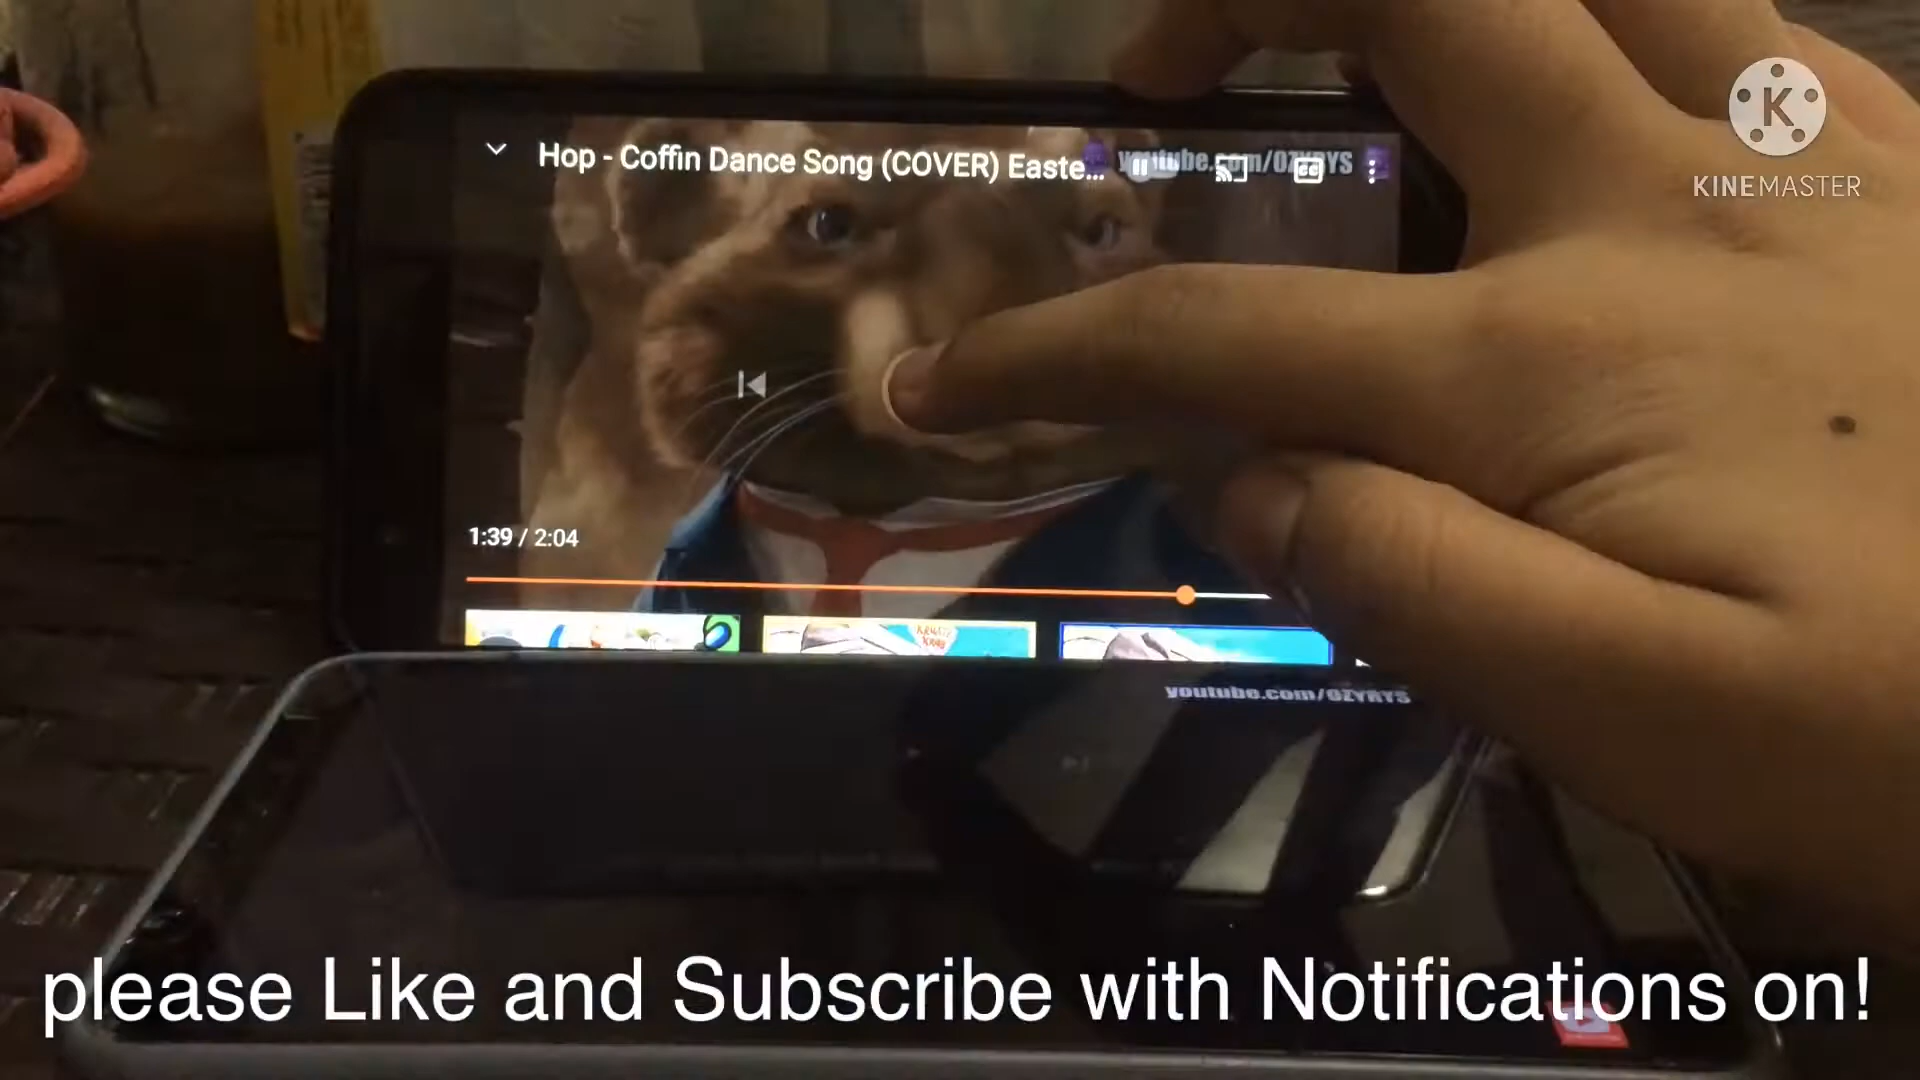 Hop - Coffin Dance Song (COVER) Easte...
KINEMASTER
1:39 / 2:04
youtube.com/OZYRYS
please Like and Subscribe with Notifications on!